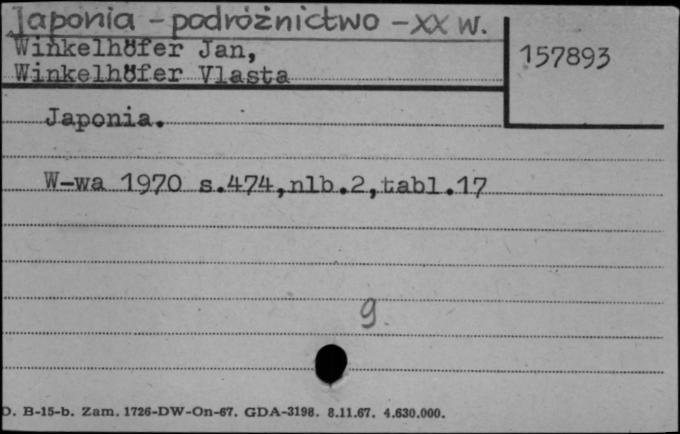 Japonia - podróżnictwo - XX w.
Winkelhöfer Jan,
Winkelhöfer Vlasta
157893
Japonia.
W-wa 1970 s.474,nlb.2,tabl.17
g.
D. B-15-b. Zam. 1726-DW-On-67. GDA-3198. 8.11.67. 4.630.000.